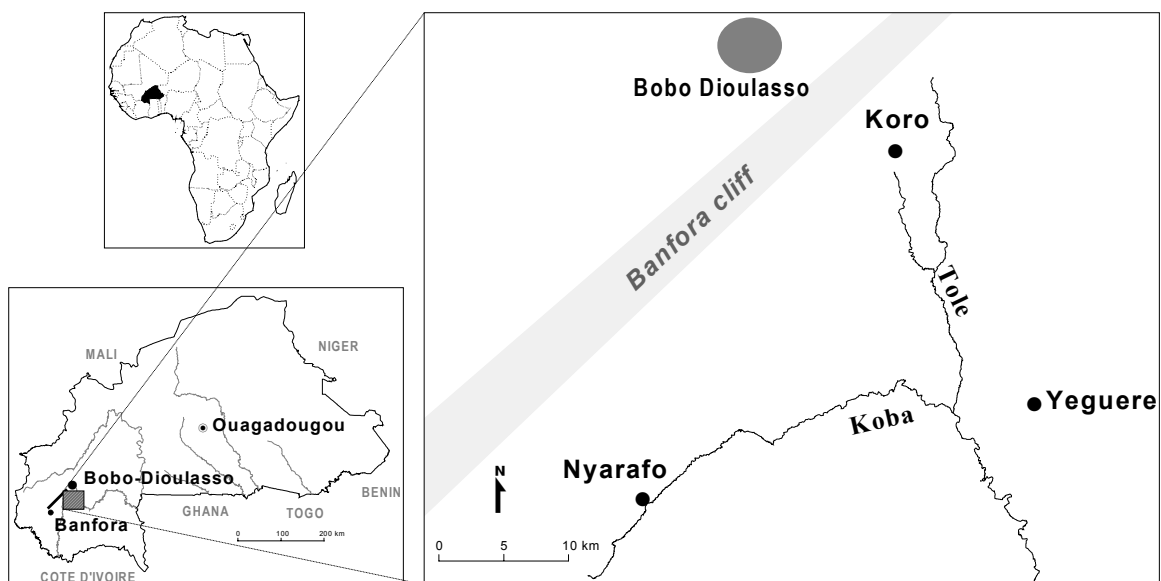 MALI
NIGER
Ouagadougou
Bobo-Dioulasso
BENIN
GHANA
TOGO
Banfora
0 100 200 km
COTE D'IVOIRE
Bobo Dioulasso
Koro
Banfora cliff
Tole
Yeguere
Koba
Nyarafo
N
0 5 10 km